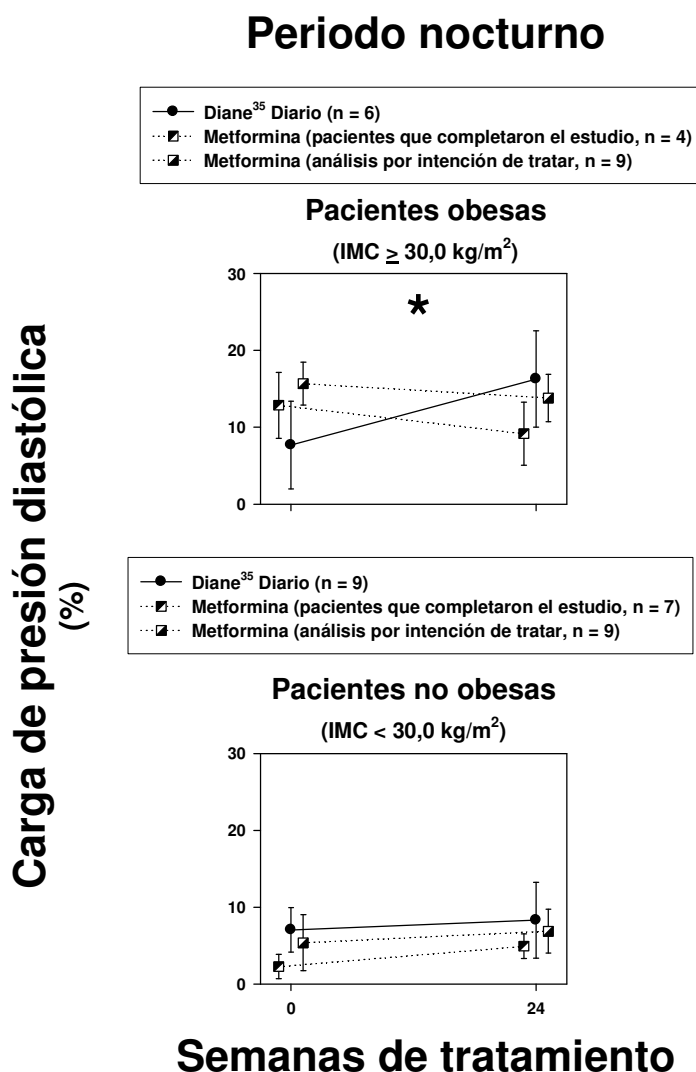 Periodo nocturno
Diane³⁵ Diario (n = 6)
Metformina (pacientes que completaron el estudio, n = 4)
Metformina (análisis por intención de tratar, n = 9)
Pacientes obesas
(IMC ≥ 30,0 kg/m²)
30
*
20
10
0
Carga de presión diastólica
(%)
Diane³⁵ Diario (n = 9)
Metformina (pacientes que completaron el estudio, n = 7)
Metformina (análisis por intención de tratar, n = 9)
Pacientes no obesas
(IMC < 30,0 kg/m²)
30
20
10
0
0 24
Semanas de tratamiento